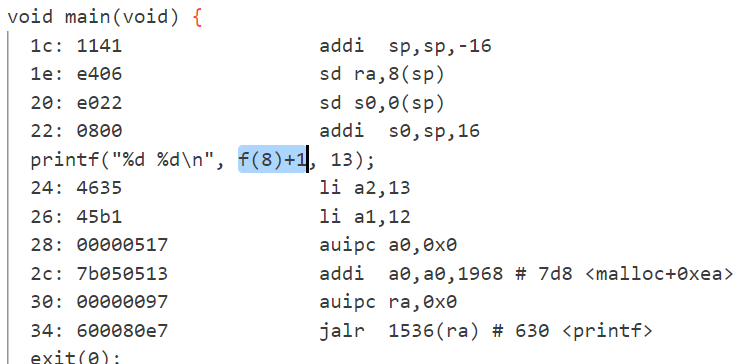 void main(void) {
1c: 1141 addi sp,sp,-16
1e: e406 sd ra,8(sp)
20: e022 sd s0,0(sp)
22: 0800 addi s0,sp,16
printf("%d %d\n", f(8)+1, 13);
24: 4635 li a2,13
26: 45b1 li a1,12
28: 00000517 auipc a0,0x0
2c: 7b050513 addi a0,a0,1968 # 7d8 <malloc+0xea>
30: 00000097 auipc ra,0x0
34: 600080e7 jalr 1536(ra) # 630 <printf>
exit(0);